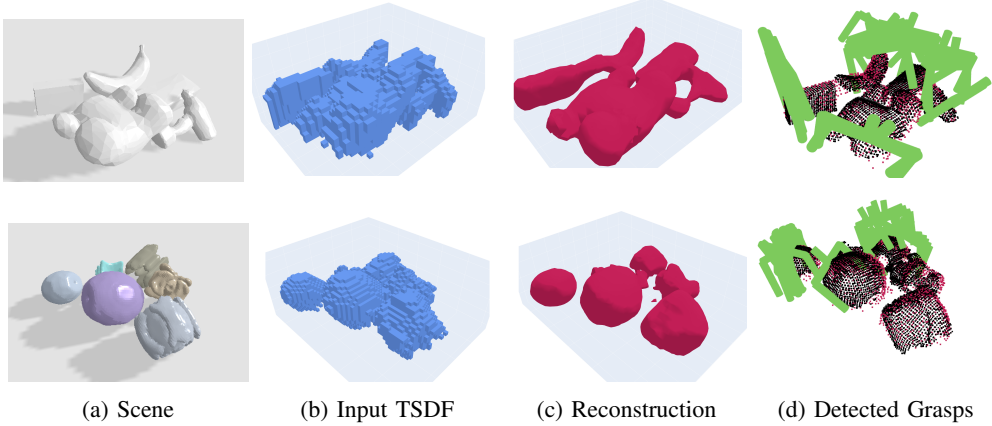 (a) Scene
(b) Input TSDF
(c) Reconstruction
(d) Detected Grasps